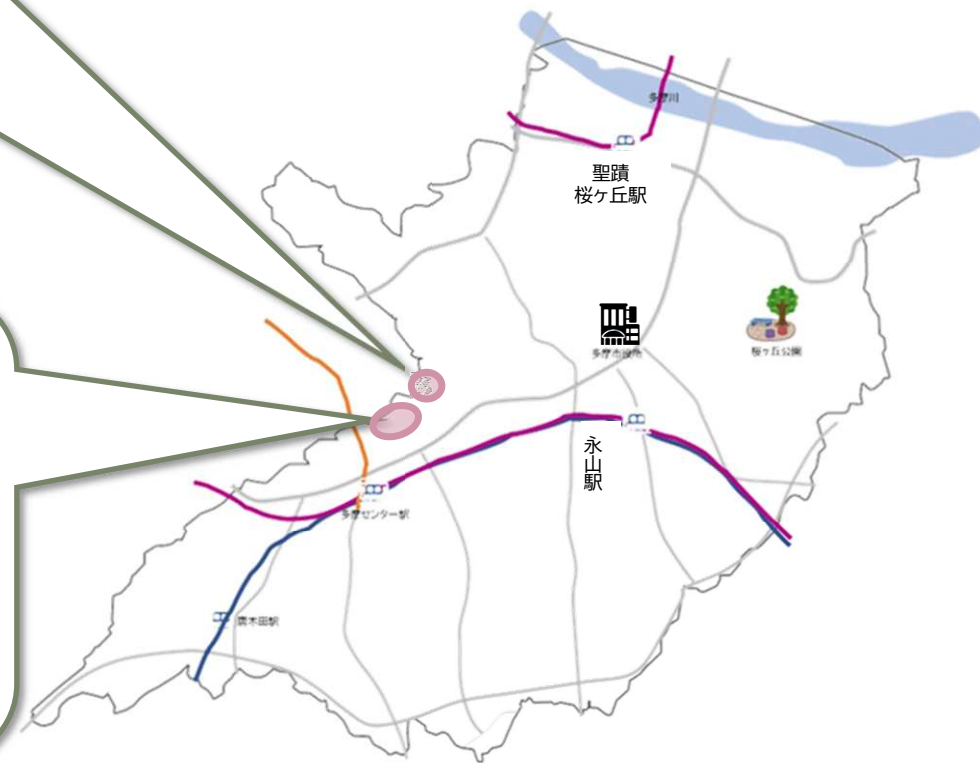 多摩川
聖蹟
桜ヶ丘駅
多摩市役所
桜ヶ丘公園
永山駅
多摩センター駅
唐木田駅